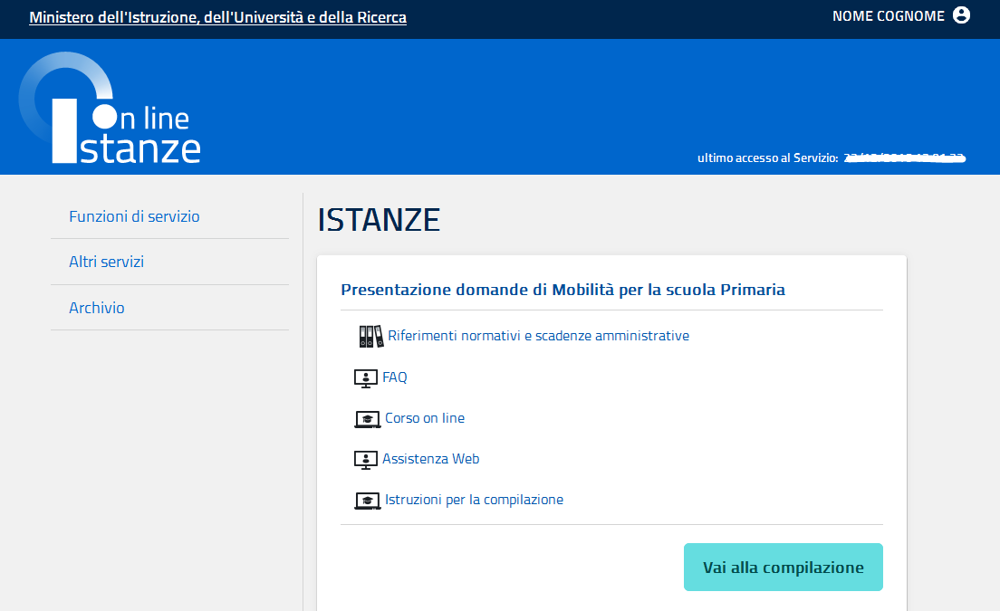 Ministero dell'Istruzione, dell'Università e della Ricerca
NOME COGNOME
on line
Istanze
ultimo accesso al Servizio:
Funzioni di servizio
Altri servizi
Archivio
ISTANZE
Presentazione domande di Mobilità per la scuola Primaria
Riferimenti normativi e scadenze amministrative
FAQ
Corso on line
Assistenza Web
Istruzioni per la compilazione
Vai alla compilazione